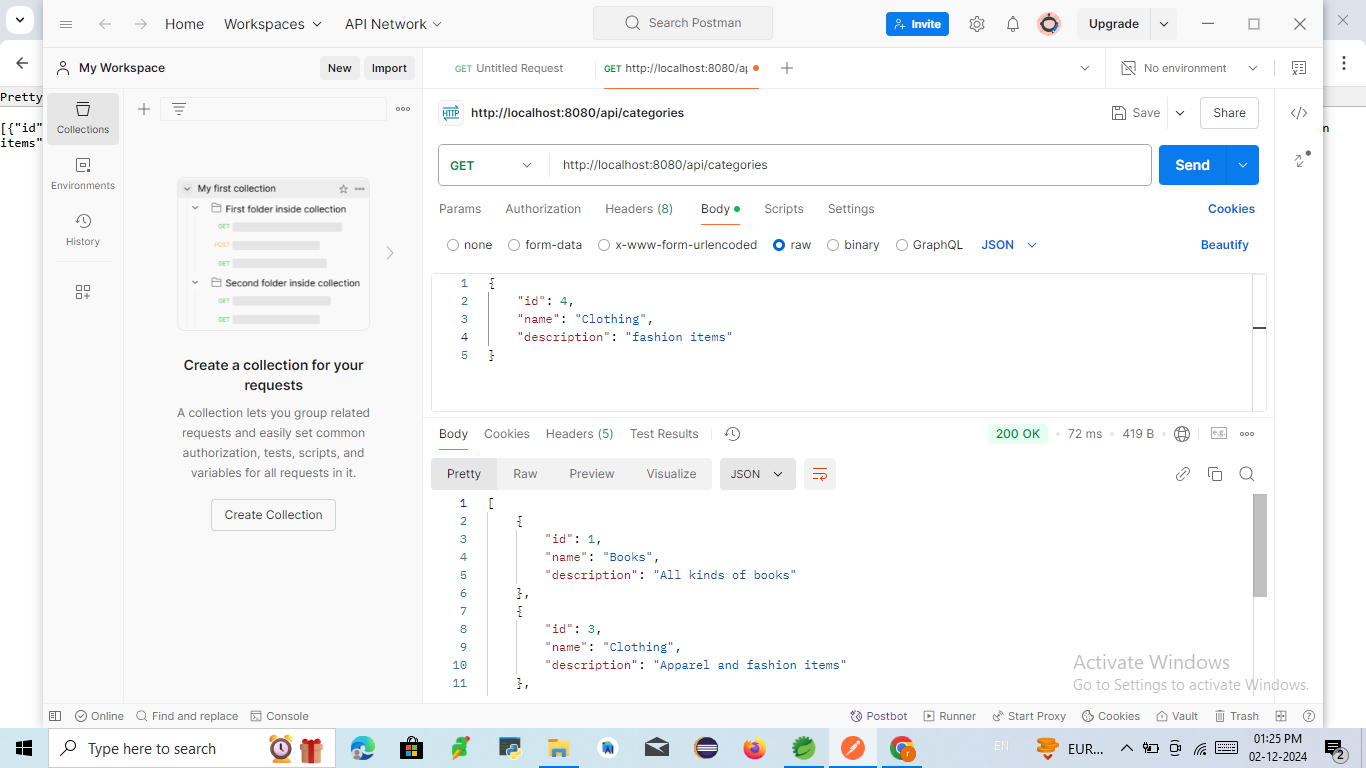 Home
Workspaces
API Network
Search Postman
Invite
Upgrade
My Workspace
New
Import
GET Untitled Request
GET http://localhost:8080/ap
No environment
Pretty
Collections
Environments
History
[{"id"
items"
n
My first collection
First folder inside collection
GET
POST
GET
Second folder inside collection
GET
GET
Create a collection for your
requests
A collection lets you group related
requests and easily set common
authorization, tests, scripts, and
variables for all requests in it.
Create Collection
HTTP http://localhost:8080/api/categories
Save
Share
GET
http://localhost:8080/api/categories
Send
Params
Authorization
Headers (8)
Body
Scripts
Settings
Cookies
none
form-data
x-www-form-urlencoded
raw
binary
GraphQL
JSON
Beautify
1 {
2 "id": 4,
3 "name": "Clothing",
4 "description": "fashion items"
5 }
Body
Cookies
Headers (5)
Test Results
200 OK
72 ms
419 B
e.g.
Pretty
Raw
Preview
Visualize
JSON
1 [
2 {
3 "id": 1,
4 "name": "Books",
5 "description": "All kinds of books"
6 },
7 {
8 "id": 3,
9 "name": "Clothing",
10 "description": "Apparel and fashion items"
11 },
Activate Windows
Go to Settings to activate Windows.
Online
Find and replace
Console
Postbot
Runner
Start Proxy
Cookies
Vault
Trash
Type here to search
EN
EUR...
01:25 PM
02-12-2024
2